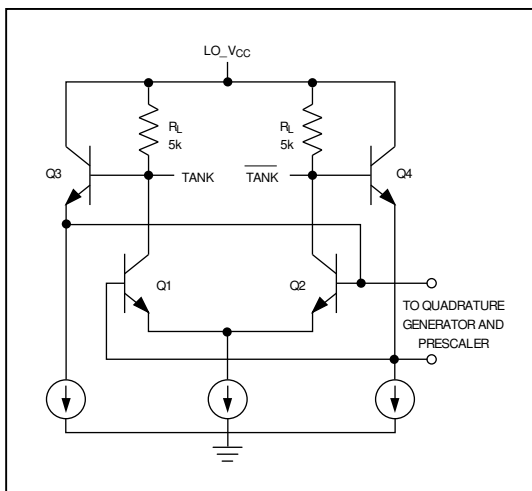 LO_VCC
RL
5k
RL
5k
Q3
TANK
TANK
Q4
Q1
Q2
TO QUADRATURE
GENERATOR AND
PRESCALER